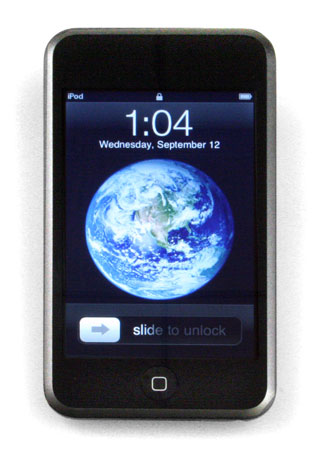 iPod
1:04
Wednesday, September 12
slide to unlock